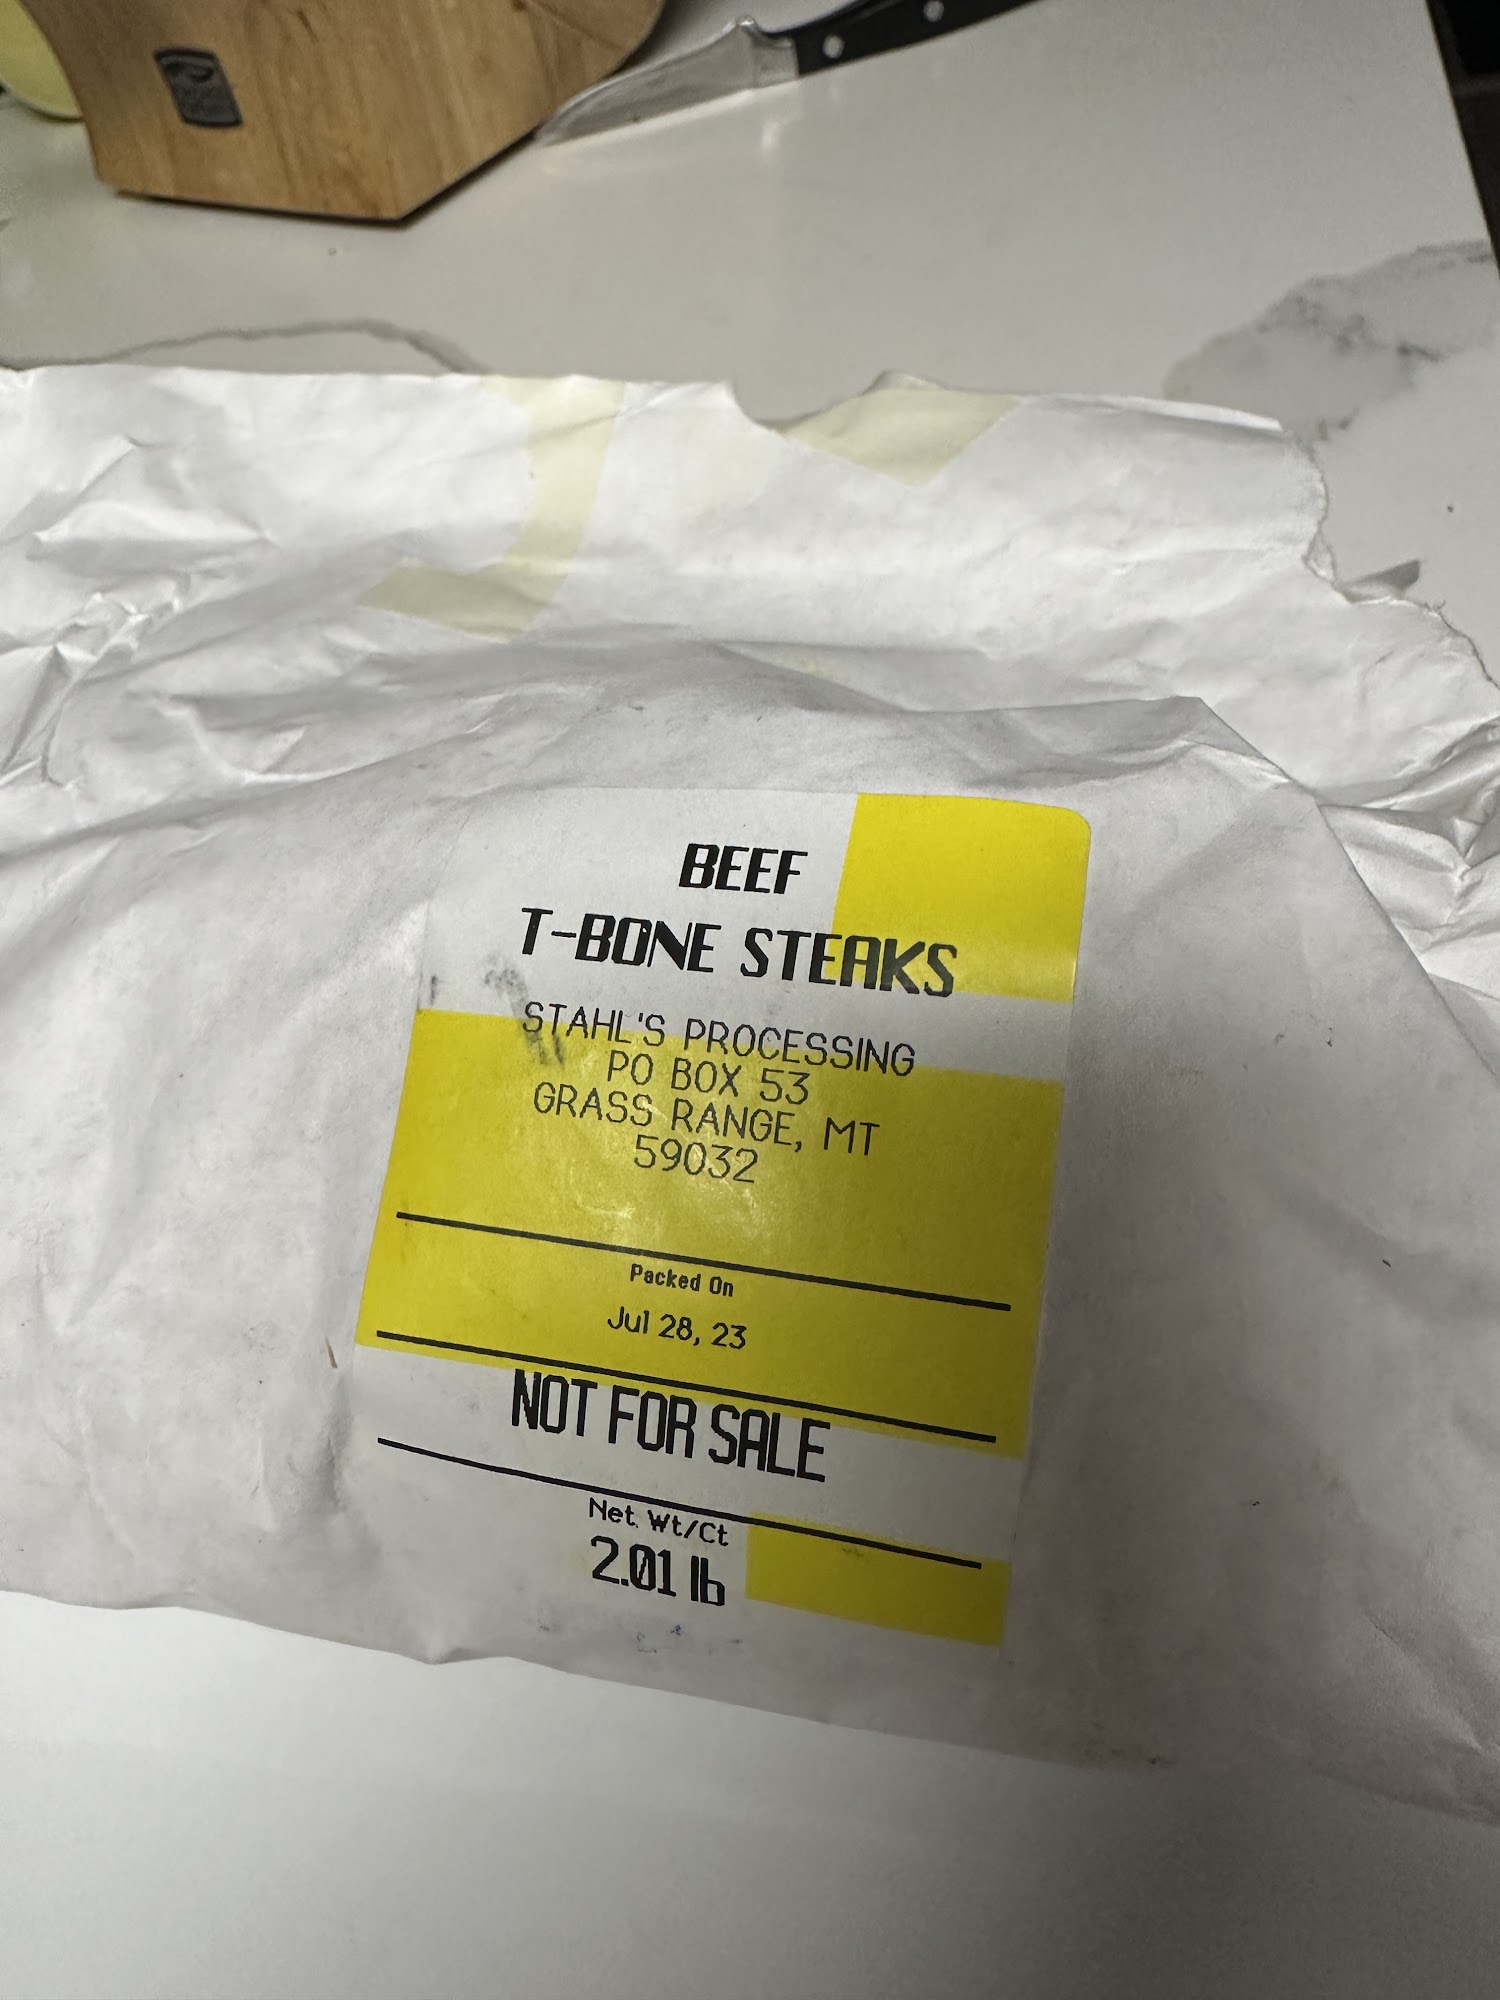 BEEF
T-BONE STEAKS
STAHL'S PROCESSING
PO BOX 53
GRASS RANGE, MT
59032
Packed On
Jul 28, 23
NOT FOR SALE
Net. Wt/Ct
2.01 lb